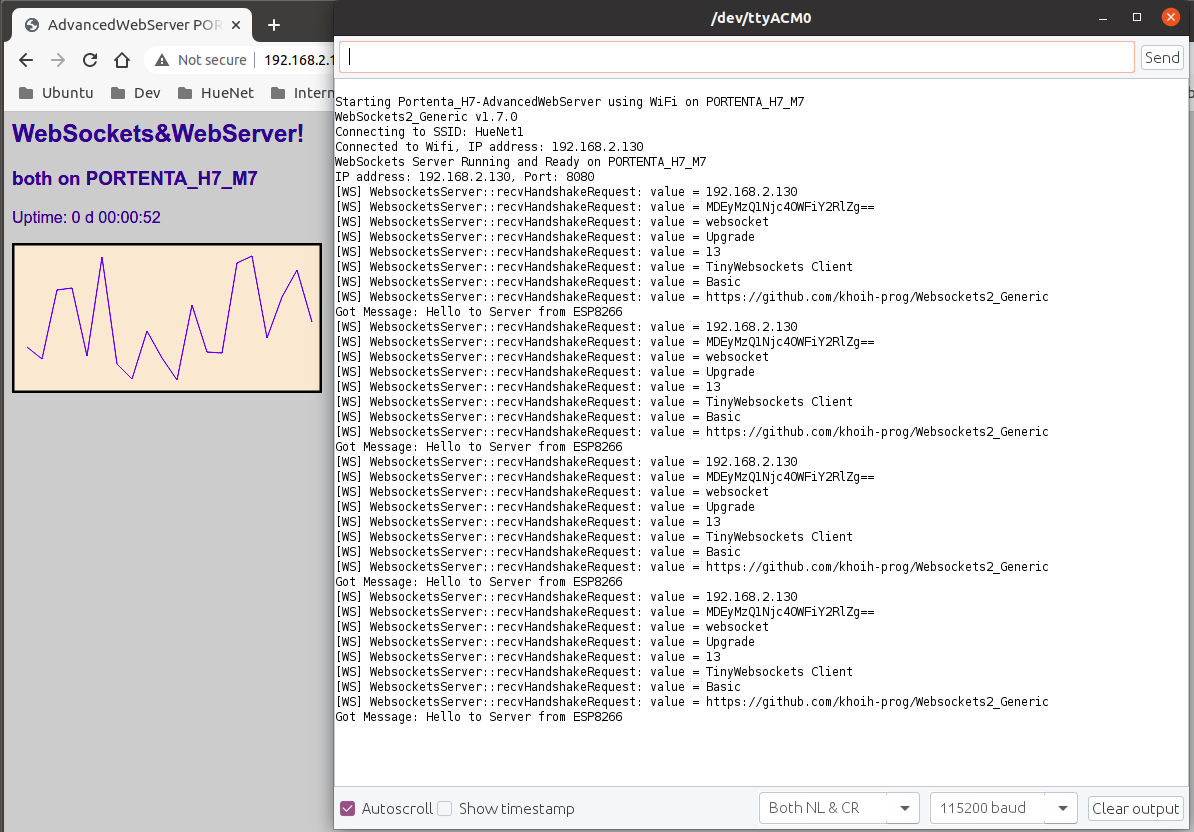 AdvancedWebServer POR
Not secure
192.168.2.1
Ubuntu
Dev
HueNet
Intern
WebSockets&WebServer!
both on PORTENTA_H7_M7
Uptime: 0 d 00:00:52
/dev/ttyACM0
Send
Starting Portenta_H7-AdvancedWebServer using WiFi on PORTENTA_H7_M7
WebSockets2_Generic v1.7.0
Connecting to SSID: HueNet1
Connected to Wifi, IP address: 192.168.2.130
WebSockets Server Running and Ready on PORTENTA_H7_M7
IP address: 192.168.2.130, Port: 8080
[WS] WebsocketsServer::recvHandshakeRequest: value = 192.168.2.130
[WS] WebsocketsServer::recvHandshakeRequest: value = MDEyMzQ1Njc4OWFiY2RlZg==
[WS] WebsocketsServer::recvHandshakeRequest: value = websocket
[WS] WebsocketsServer::recvHandshakeRequest: value = Upgrade
[WS] WebsocketsServer::recvHandshakeRequest: value = 13
[WS] WebsocketsServer::recvHandshakeRequest: value = TinyWebsockets Client
[WS] WebsocketsServer::recvHandshakeRequest: value = Basic
[WS] WebsocketsServer::recvHandshakeRequest: value = https://github.com/khoih-prog/Websockets2_Generic
Got Message: Hello to Server from ESP8266
[WS] WebsocketsServer::recvHandshakeRequest: value = 192.168.2.130
[WS] WebsocketsServer::recvHandshakeRequest: value = MDEyMzQ1Njc4OWFiY2RlZg==
[WS] WebsocketsServer::recvHandshakeRequest: value = websocket
[WS] WebsocketsServer::recvHandshakeRequest: value = Upgrade
[WS] WebsocketsServer::recvHandshakeRequest: value = 13
[WS] WebsocketsServer::recvHandshakeRequest: value = TinyWebsockets Client
[WS] WebsocketsServer::recvHandshakeRequest: value = Basic
[WS] WebsocketsServer::recvHandshakeRequest: value = https://github.com/khoih-prog/Websockets2_Generic
Got Message: Hello to Server from ESP8266
[WS] WebsocketsServer::recvHandshakeRequest: value = 192.168.2.130
[WS] WebsocketsServer::recvHandshakeRequest: value = MDEyMzQ1Njc4OWFiY2RlZg==
[WS] WebsocketsServer::recvHandshakeRequest: value = websocket
[WS] WebsocketsServer::recvHandshakeRequest: value = Upgrade
[WS] WebsocketsServer::recvHandshakeRequest: value = 13
[WS] WebsocketsServer::recvHandshakeRequest: value = TinyWebsockets Client
[WS] WebsocketsServer::recvHandshakeRequest: value = Basic
[WS] WebsocketsServer::recvHandshakeRequest: value = https://github.com/khoih-prog/Websockets2_Generic
Got Message: Hello to Server from ESP8266
[WS] WebsocketsServer::recvHandshakeRequest: value = 192.168.2.130
[WS] WebsocketsServer::recvHandshakeRequest: value = MDEyMzQ1Njc4OWFiY2RlZg==
[WS] WebsocketsServer::recvHandshakeRequest: value = websocket
[WS] WebsocketsServer::recvHandshakeRequest: value = Upgrade
[WS] WebsocketsServer::recvHandshakeRequest: value = 13
[WS] WebsocketsServer::recvHandshakeRequest: value = TinyWebsockets Client
[WS] WebsocketsServer::recvHandshakeRequest: value = Basic
[WS] WebsocketsServer::recvHandshakeRequest: value = https://github.com/khoih-prog/Websockets2_Generic
Got Message: Hello to Server from ESP8266
Autoscroll
Show timestamp
Both NL & CR
115200 baud
Clear output